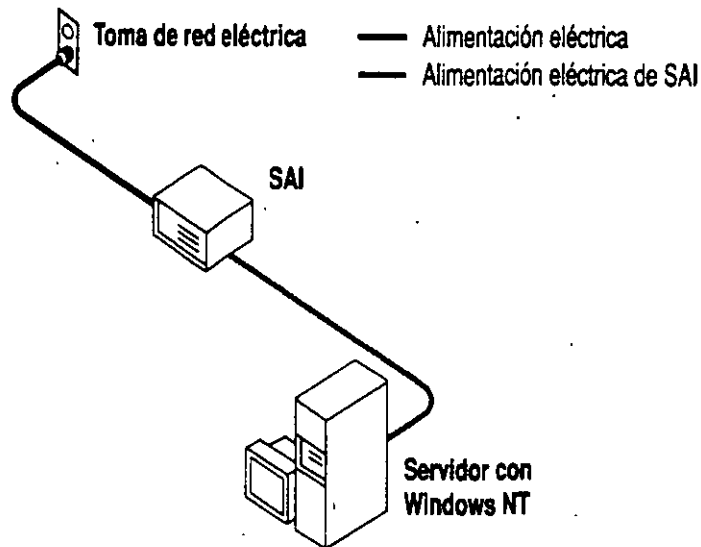 Toma de red eléctrica
Alimentación eléctrica
Alimentación eléctrica de SAI
SAI
Servidor con
Windows NT